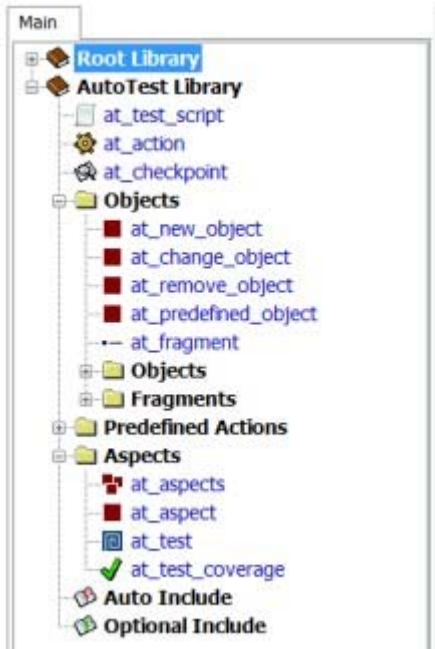 Main
Root Library
AutoTest Library
at_test_script
at_action
at_checkpoint
Objects
at_new_object
at_change_object
at_remove_object
at_predefined_object
at_fragment
Objects
Fragments
Predefined Actions
Aspects
at_aspects
at_aspect
at_test
at_test_coverage
Auto Include
Optional Include